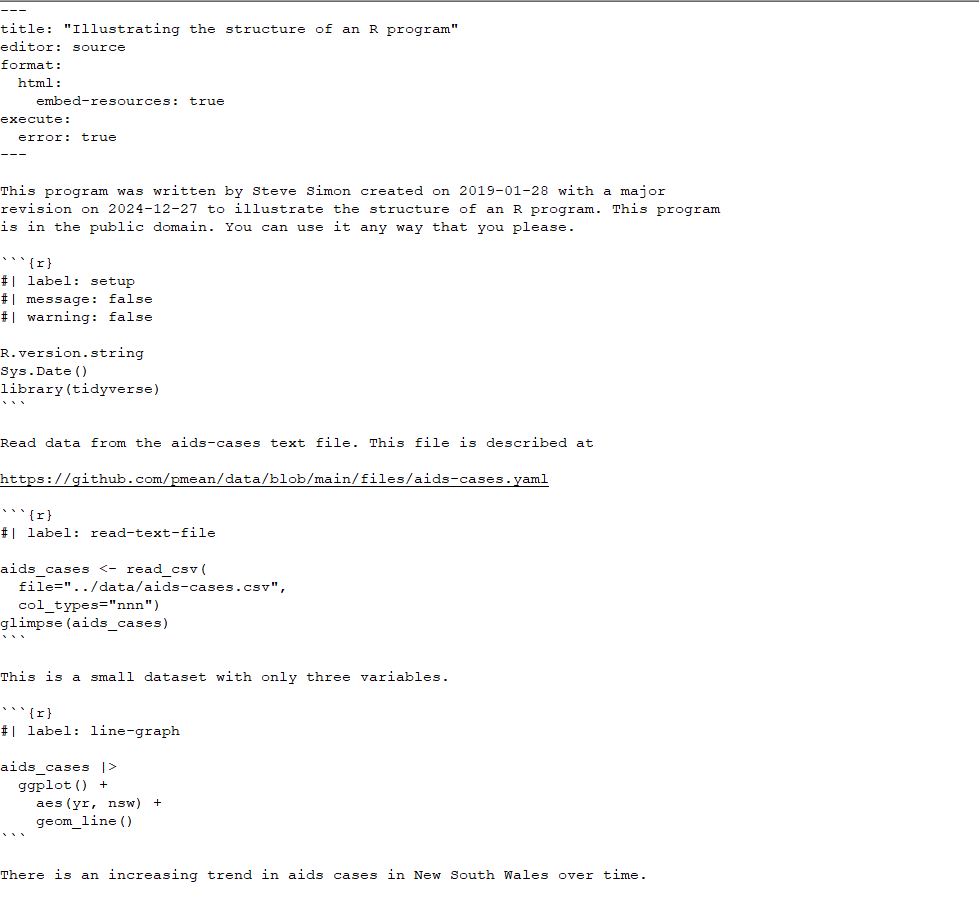 ---
title: "Illustrating the structure of an R program"
editor: source
format:
  html:
    embed-resources: true
execute:
  error: true
---

This program was written by Steve Simon created on 2019-01-28 with a major
revision on 2024-12-27 to illustrate the structure of an R program. This program
is in the public domain. You can use it any way that you please.

```{r}
#| label: setup
#| message: false
#| warning: false

R.version.string
Sys.Date()
library(tidyverse)
```

Read data from the aids-cases text file. This file is described at

https://github.com/pmean/data/blob/main/files/aids-cases.yaml

```{r}
#| label: read-text-file

aids_cases <- read_csv(
  file="../data/aids-cases.csv",
  col_types="nnn")
glimpse(aids_cases)
```

This is a small dataset with only three variables.

```{r}
#| label: line-graph

aids_cases |>
  ggplot() +
    aes(yr, nsw) +
    geom_line()
```

There is an increasing trend in aids cases in New South Wales over time.